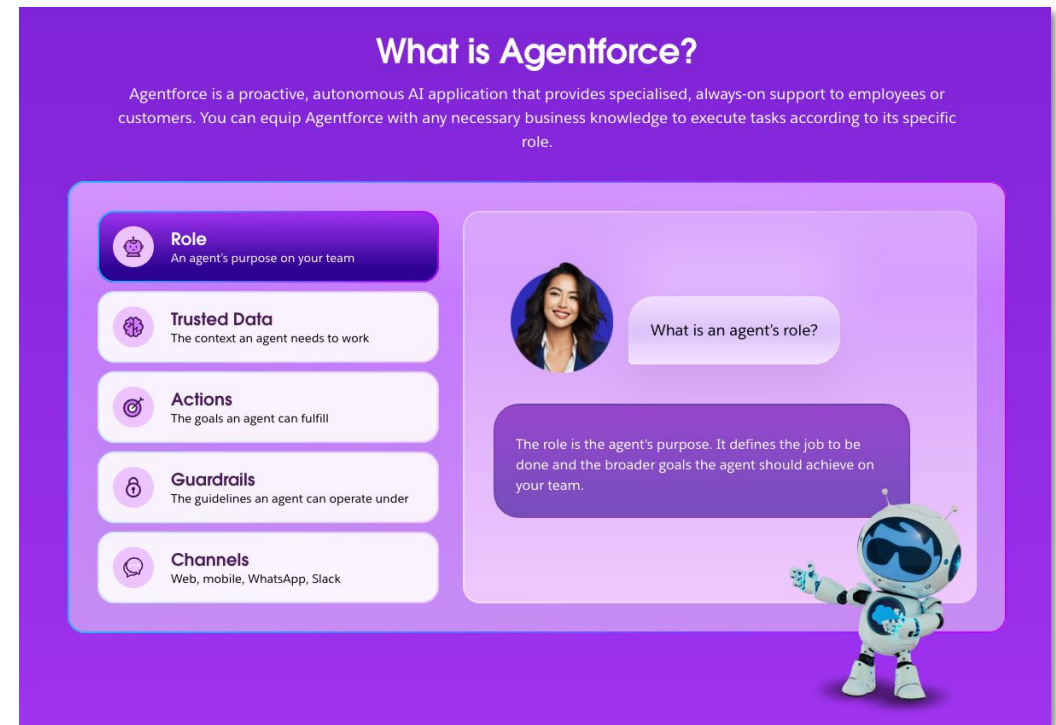 What is Agentforce?
Agentforce is a proactive, autonomous AI application that provides specialised, always-on support to employees or
customers. You can equip Agentforce with any necessary business knowledge to execute tasks according to its specific
role.
Role
An agent's purpose on your team
Trusted Data
The context an agent needs to work
Actions
The goals an agent can fulfill
Guardrails
The guidelines an agent can operate under
Channels
Web, mobile, WhatsApp, Slack
What is an agent's role?
The role is the agent's purpose. It defines the job to be
done and the broader goals the agent should achieve on
your team.